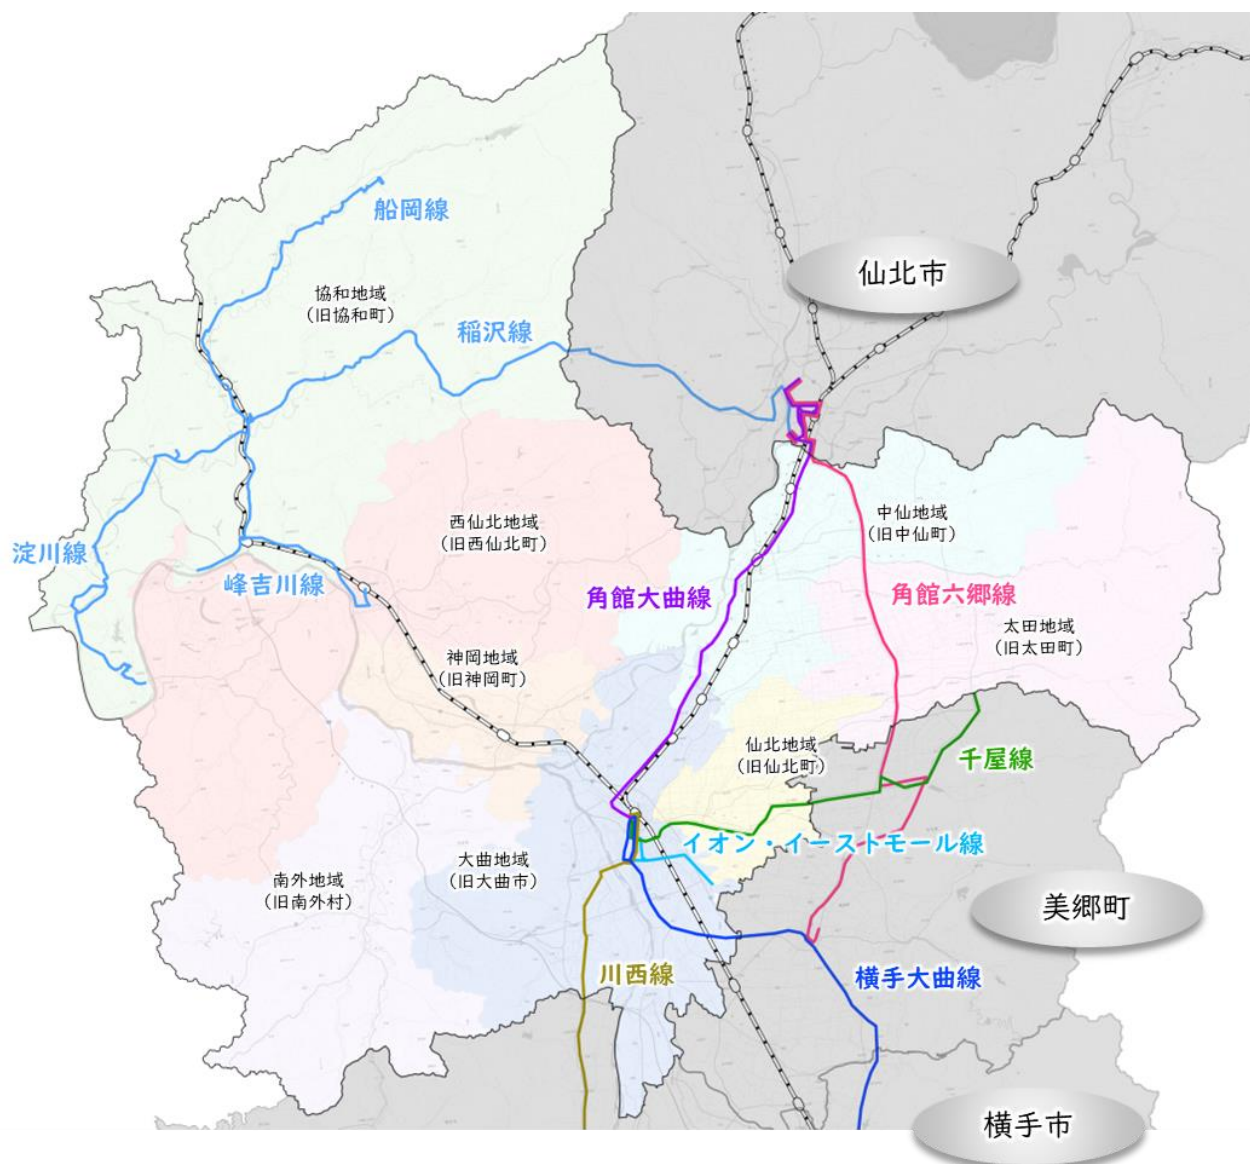 船岡線
仙北市
協和地域
(旧協和町)
稲沢線
西仙北地域
(旧西仙北町)
中仙地域
(旧中仙町)
淀川線
峰吉川線
角館大曲線
角館六郷線
太田地域
(旧太田町)
神岡地域
(旧神岡町)
仙北地域
(旧仙北町)
千屋線
イオン・イーストモール線
大曲地域
(旧大曲市)
南外地域
(旧南外村)
美郷町
川西線
横手大曲線
横手市